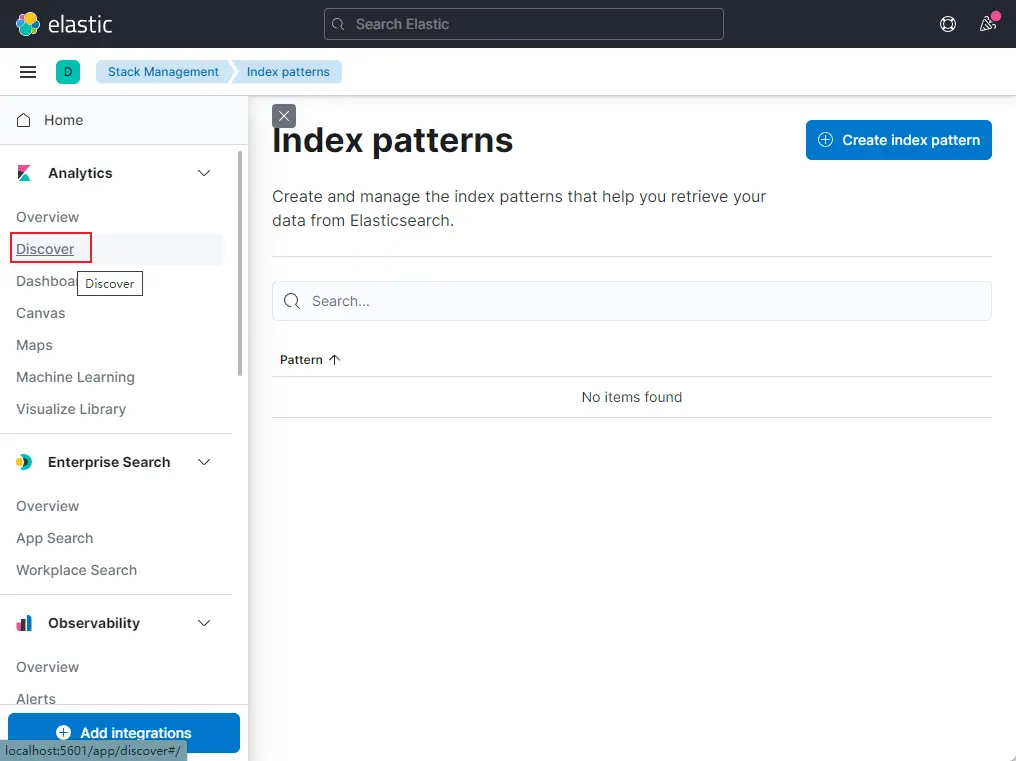 elastic
Search Elastic
D
Stack Management
Index patterns
Home
Analytics
Overview
Discover
Dashboa
Discover
Canvas
Maps
Machine Learning
Visualize Library
Enterprise Search
Overview
App Search
Workplace Search
Observability
Overview
Alerts
Add integrations
localhost:5601/app/discover#/
Index patterns
Create index pattern
Create and manage the index patterns that help you retrieve your
data from Elasticsearch.
Search...
Pattern
No items found